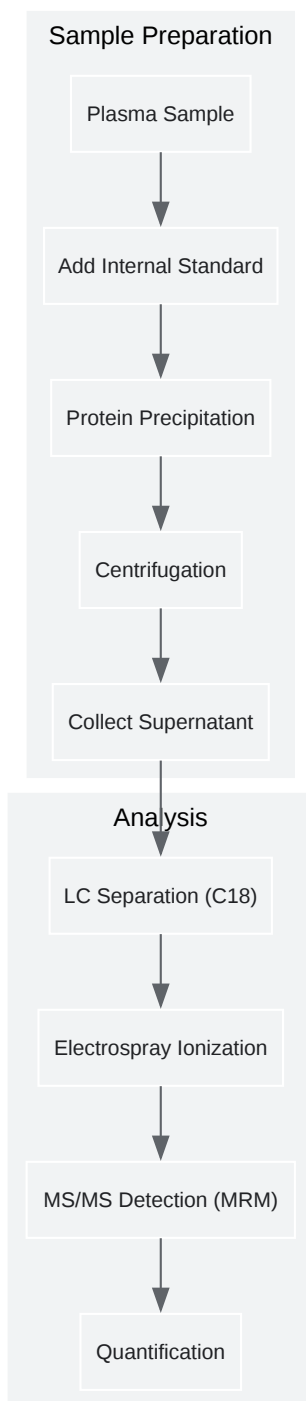 Sample Preparation
Plasma Sample
Add Internal Standard
Protein Precipitation
Centrifugation
Collect Supernatant
Analysis
LC Separation (C18)
Electrospray Ionization
MS/MS Detection (MRM)
Quantification